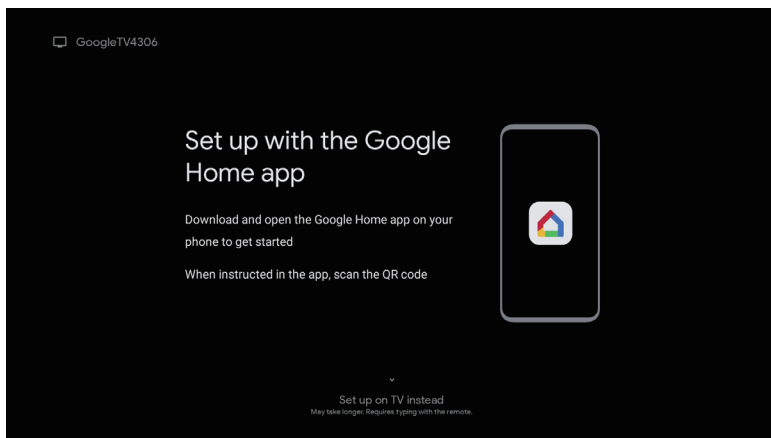 GoogleTV4306
Set up with the Google
Home app
Download and open the Google Home app on your
phone to get started
When instructed in the app, scan the QR code
Set up on TV instead
May take longer. Requires typing with the remote.